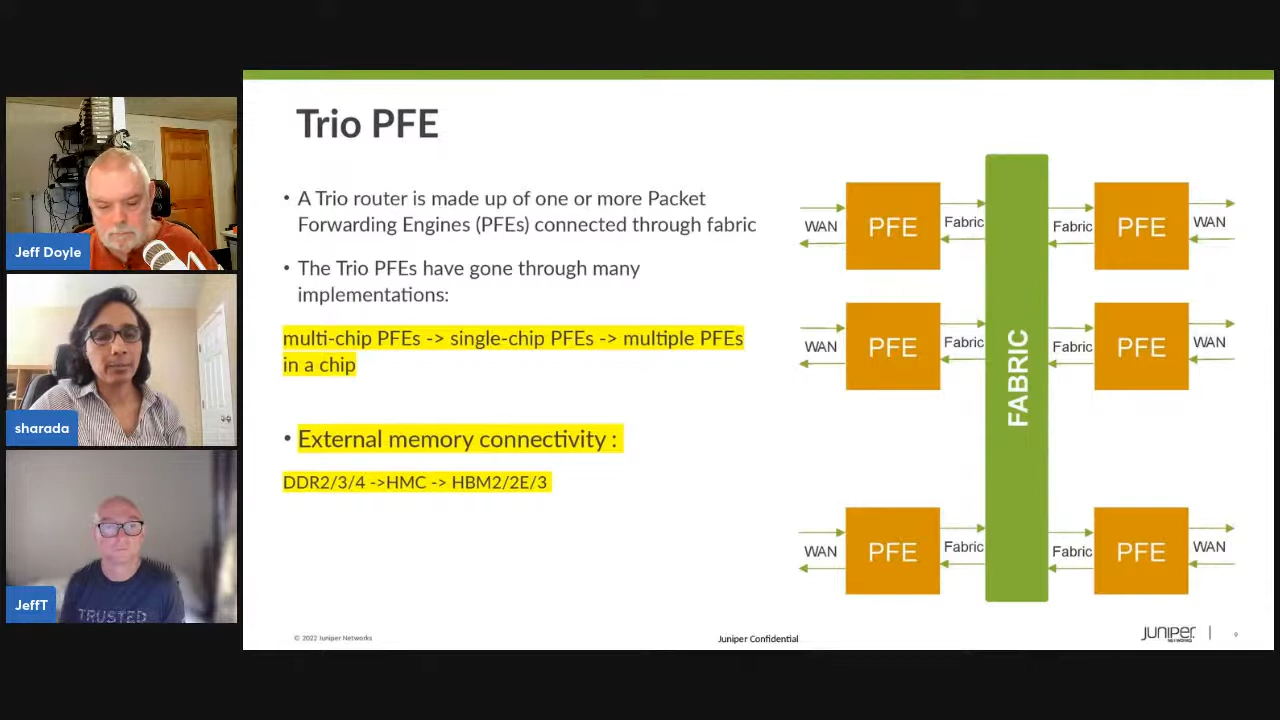 Jeff Doyle
sharada
JeffT
TRUSTED
Trio PFE
• A Trio router is made up of one or more Packet
Forwarding Engines (PFEs) connected through fabric
• The Trio PFEs have gone through many
implementations:
multi-chip PFEs -> single-chip PFEs -> multiple PFEs
in a chip
• External memory connectivity :
DDR2/3/4 ->HMC -> HBM2/2E/3
WAN PFE Fabric Fabric PFE WAN
WAN PFE Fabric Fabric PFE WAN
FABRIC
WAN PFE Fabric Fabric PFE WAN
© 2022 Juniper Networks
Juniper Confidential
JUNIPER
NETWORKS
9